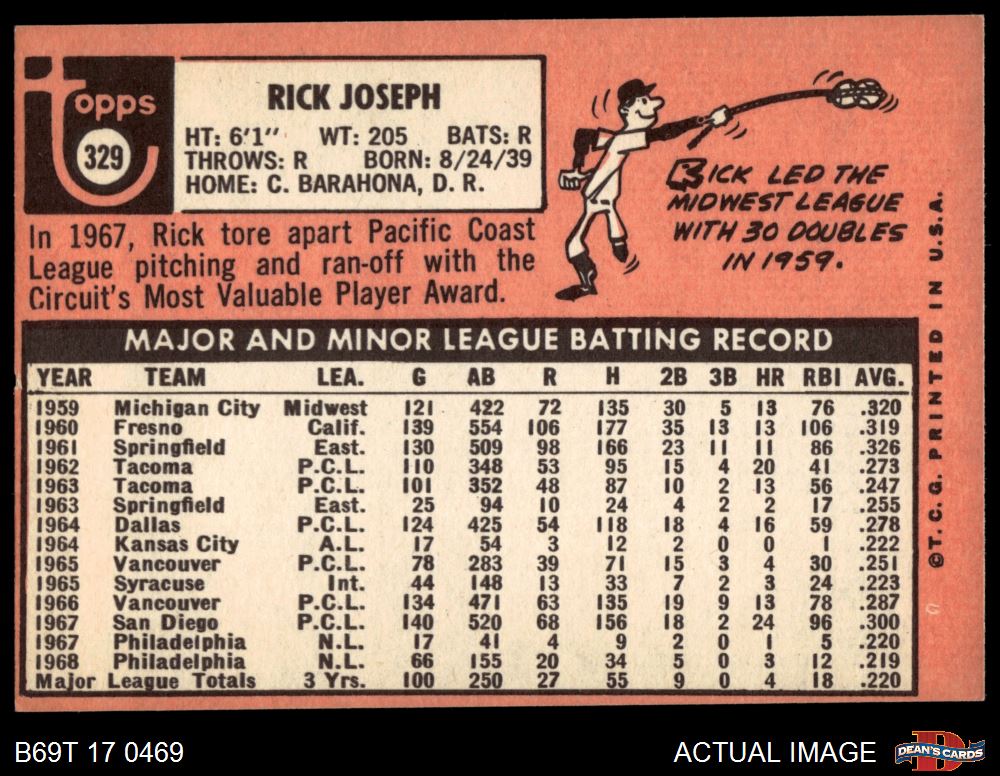 Topps
329
RICK JOSEPH
HT: 6'1" WT: 205 BATS: R
THROWS: R BORN: 8/24/39
HOME: C. BARAHONA, D. R.
In 1967, Rick tore apart Pacific Coast
League pitching and ran-off with the
Circuit's Most Valuable Player Award.
RICK LED THE
MIDWEST LEAGUE
WITH 30 DOUBLES
IN 1959.
MAJOR AND MINOR LEAGUE BATTING RECORD
YEAR TEAM LEA. G AB R H 2B 3B HR RBI AVG.
1959 Michigan City Midwest 121 422 72 135 30 5 13 76 .320
1960 Fresno Calif. 139 554 106 177 35 13 13 106 .319
1961 Springfield East. 130 509 98 166 23 11 11 86 .326
1962 Tacoma P.C.L. 110 348 53 95 15 4 20 41 .273
1963 Tacoma P.C.L. 101 352 48 87 10 2 13 56 .247
1963 Springfield East. 25 94 10 24 4 2 2 17 .255
1964 Dallas P.C.L. 124 425 54 118 18 4 16 59 .278
1964 Kansas City A.L. 17 54 3 12 2 0 0 1 .222
1965 Vancouver P.C.L. 78 283 39 71 15 3 4 30 .251
1965 Syracuse Int. 44 148 13 33 7 2 3 24 .223
1966 Vancouver P.C.L. 134 471 63 135 19 9 13 78 .287
1967 San Diego P.C.L. 140 520 68 156 18 2 24 96 .300
1967 Philadelphia N.L. 17 41 4 9 2 0 1 5 .220
1968 Philadelphia N.L. 66 155 20 34 5 0 3 12 .219
Major League Totals 3 Yrs. 100 250 27 55 9 0 4 18 .220
©T. C. G. PRINTED IN U.S.A.
B69T 17 0469
ACTUAL IMAGE
D
DEAN'S CARDS